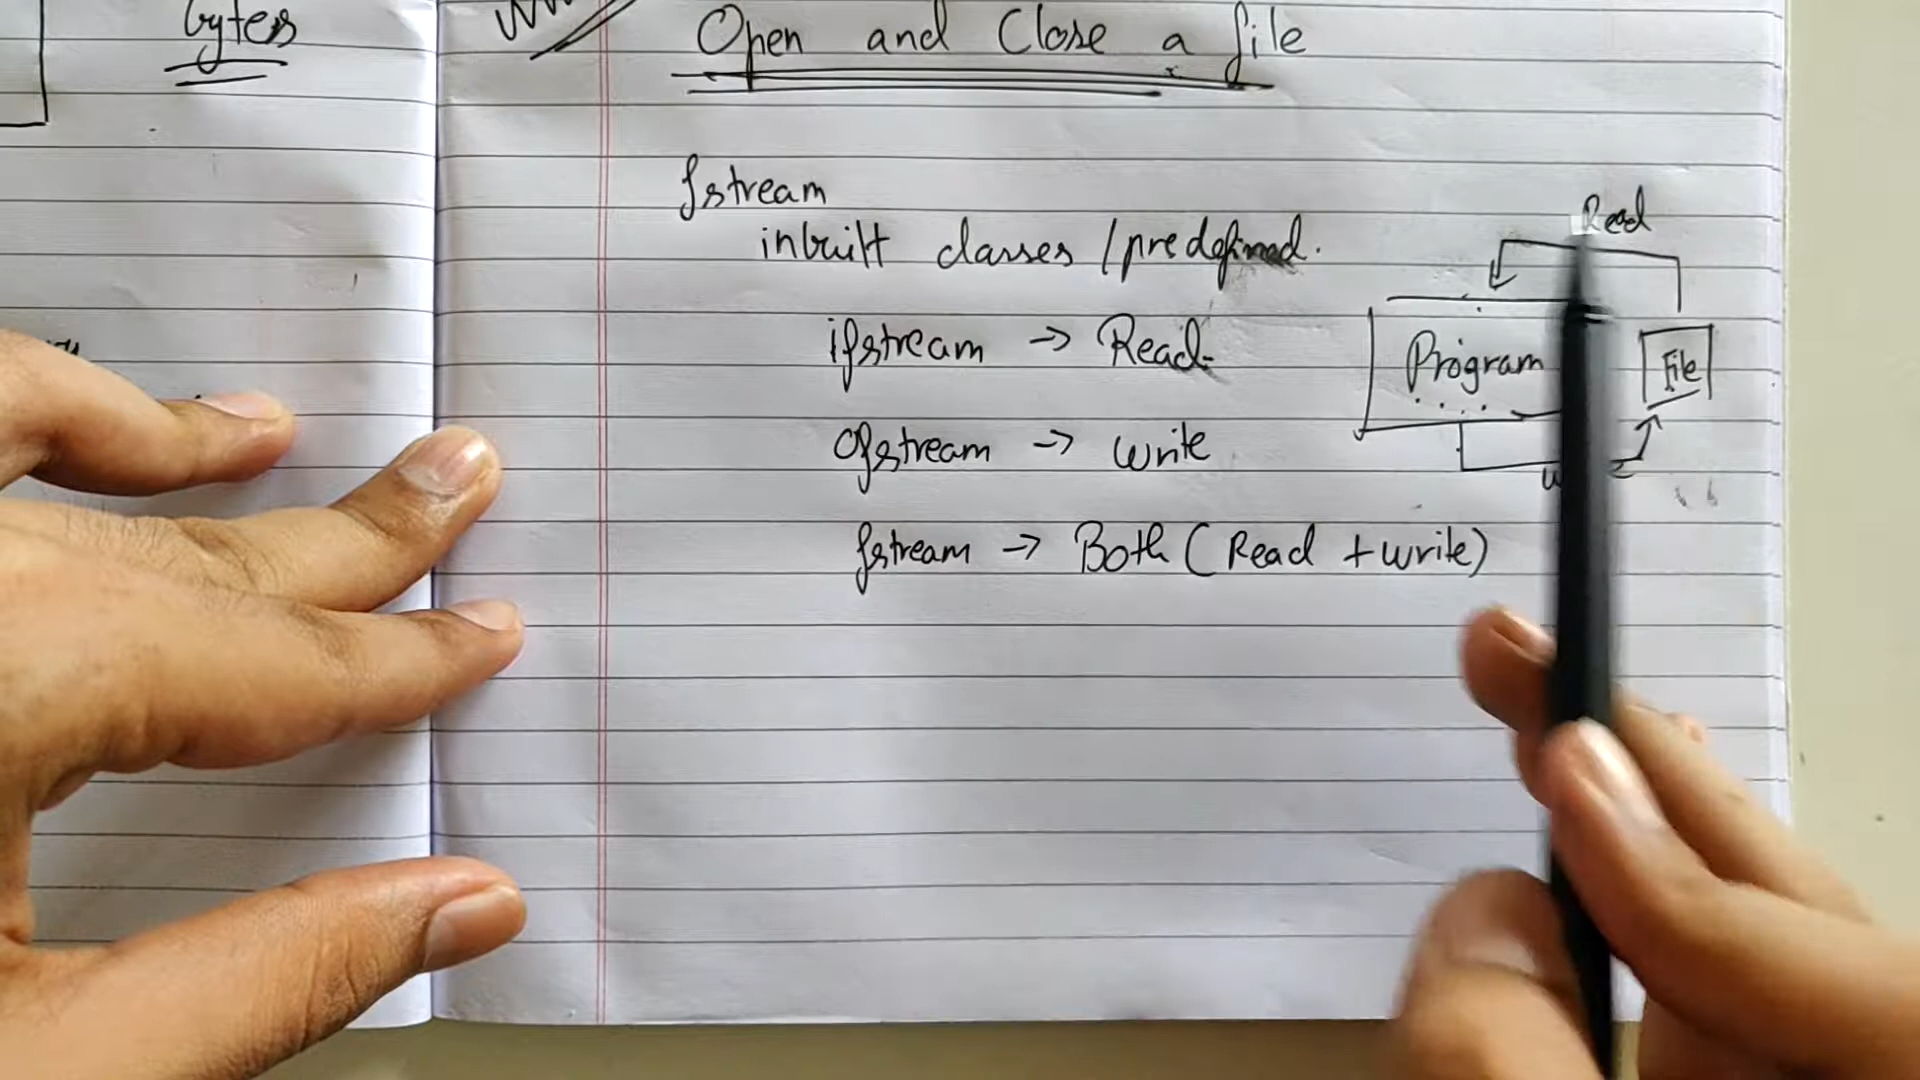 bytes
Open and Close a file
fstream
inbuilt classes / predefined.
ifstream -> Read
ofstream -> write
fstream -> Both (Read + write)
Read
Program
File